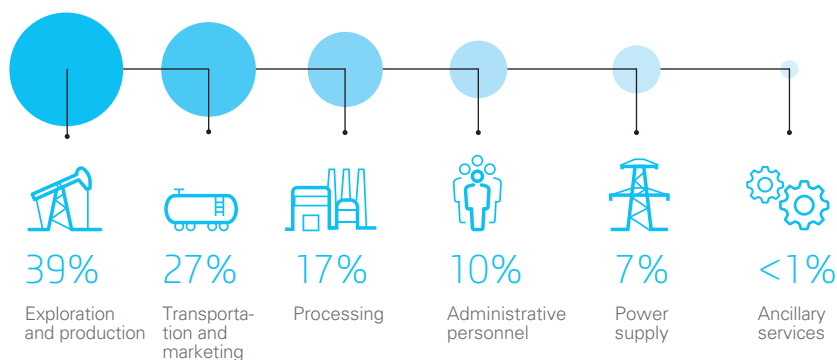 39%
27%
17%
10%
7%
<1%
Exploration
and production
Transporta-
tion and
marketing
Processing
Administrative
personnel
Power
supply
Ancillary
services